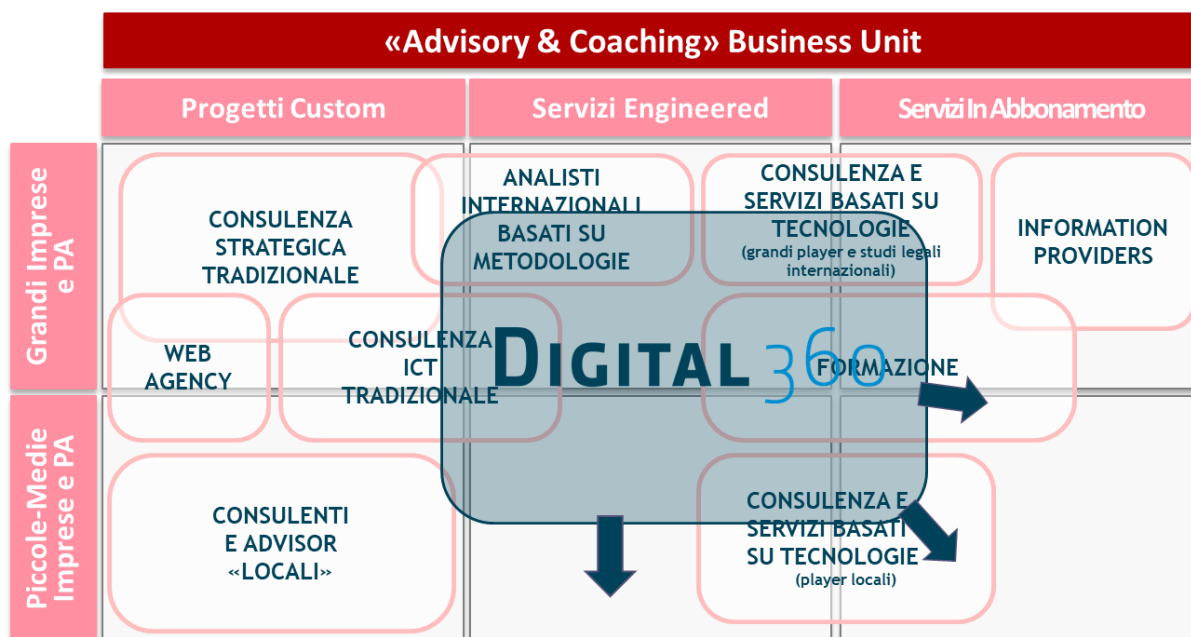 «Advisory & Coaching» Business Unit
Progetti Custom
Servizi Engineered
Servizi In Abbonamento
Grandi Imprese
e PA
CONSULENZA
STRATEGICA
TRADIZIONALE
ANALISTI
INTERNAZIONALI
BASATI SU
METODOLOGIE
CONSULENZA E
SERVIZI BASATI SU
TECNOLOGIE
(grandi player e studi legali
internazionali)
INFORMATION
PROVIDERS
WEB
AGENCY
CONSULENZA
ICT
TRADIZIONALE
DIGITAL 360
FORMAZIONE
Piccole-Medie
Imprese e PA
CONSULENTI
E ADVISOR
«LOCALI»
CONSULENZA E
SERVIZI BASATI
SU TECNOLOGIE
(player locali)